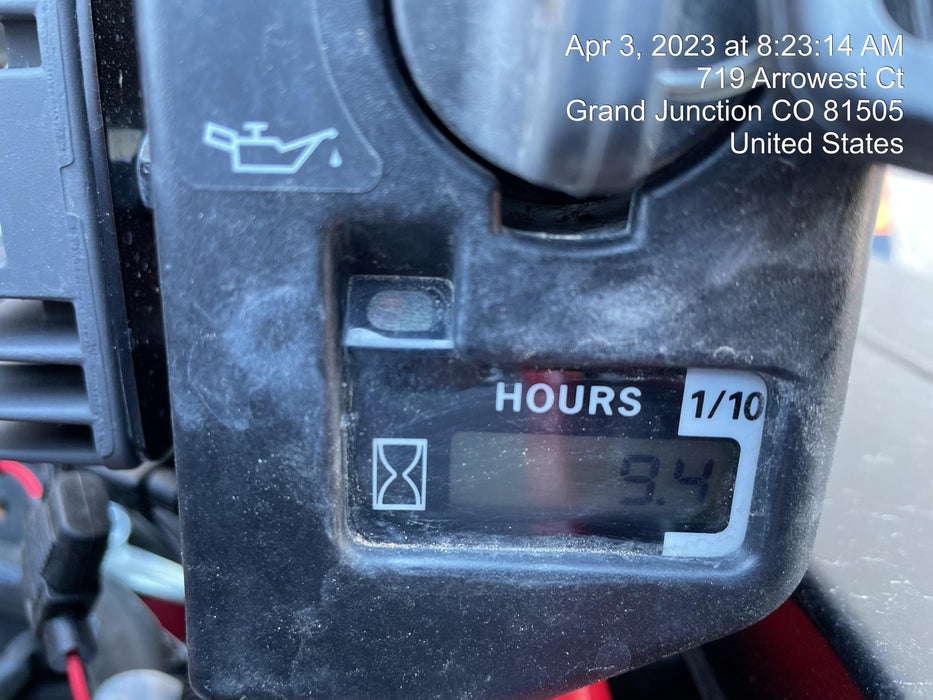 Apr 3, 2023 at 8:23:14 AM
719 Arrowest Ct
Grand Junction CO 81505
United States
HOURS 1/10
9.4